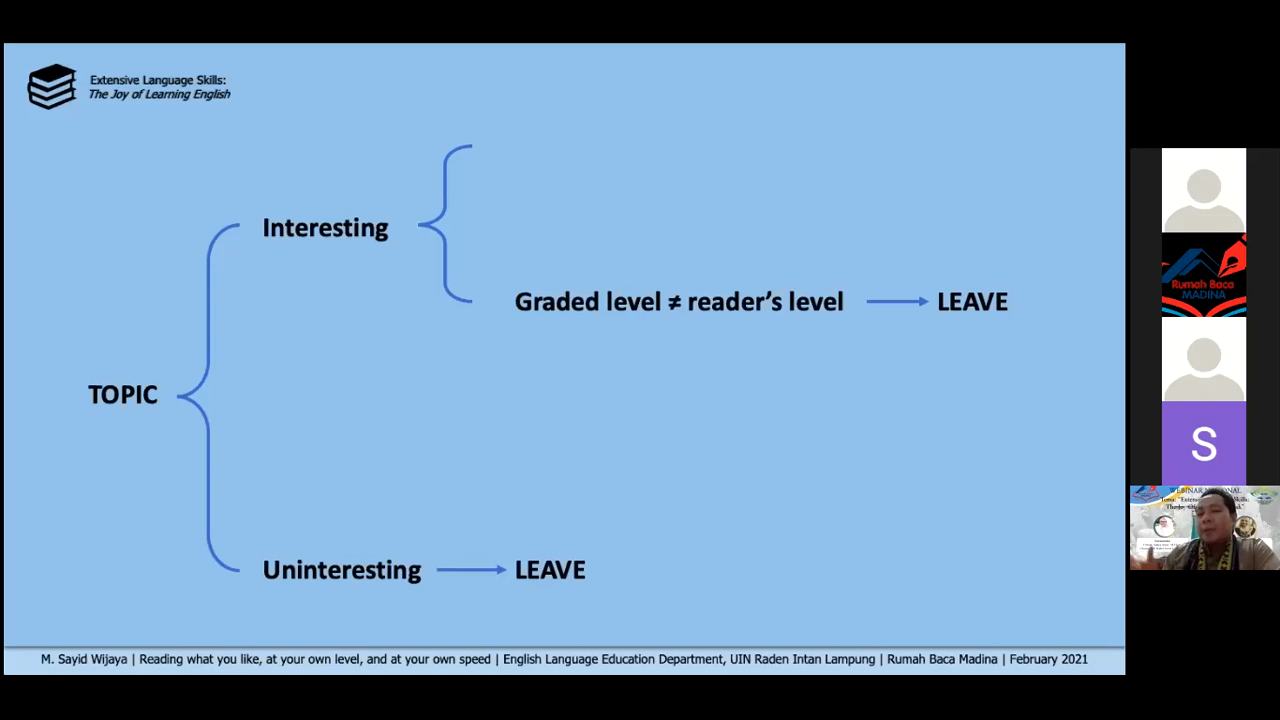 Extensive Language Skills:
The Joy of Learning English
Interesting
Graded level ≠ reader's level
LEAVE
TOPIC
Uninteresting
LEAVE
M. Sayid Wijaya | Reading what you like, at your own level, and at your own speed | English Language Education Department, UIN Raden Intan Lampung | Rumah Baca Madina | February 2021
Rumah Baca
MADINA
S